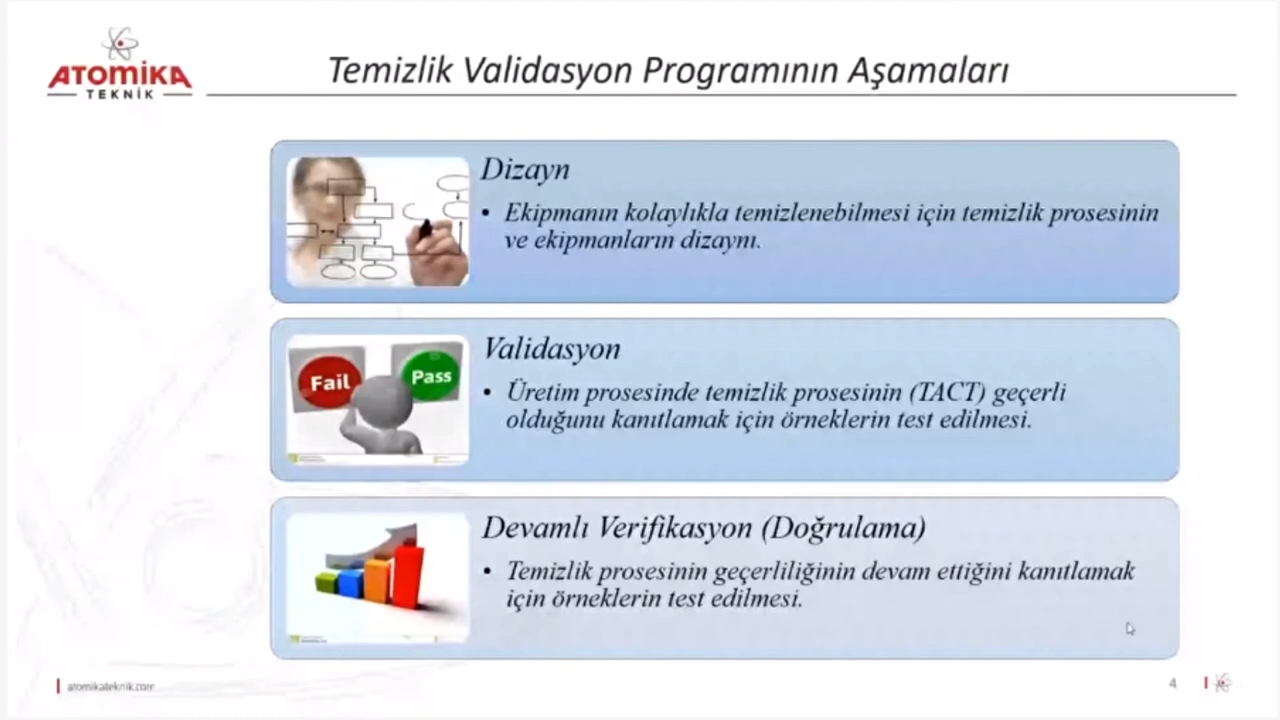 ATOMİKA
TEKNİK
Temizlik Validasyon Programının Aşamaları
Dizayn
• Ekipmanın kolaylıkla temizlenebilmesi için temizlik prosesinin
ve ekipmanların dizaynı.
Fail
Pass
Validasyon
• Üretim prosesinde temizlik prosesinin (TACT) geçerli
olduğunu kanıtlamak için örneklerin test edilmesi.
Devamlı Verifikasyon (Doğrulama)
• Temizlik prosesinin geçerliliğinin devam ettiğini kanıtlamak
için örneklerin test edilmesi.
atomikateknik.com
4